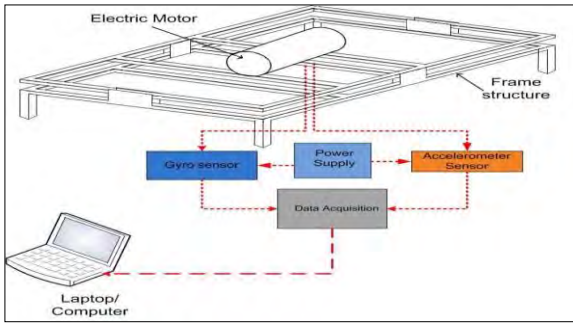 Electric Motor
Frame
structure
Gyro sensor
Power
Supply
Accelerometer
Sensor
Data Acquisition
Laptop/
Computer